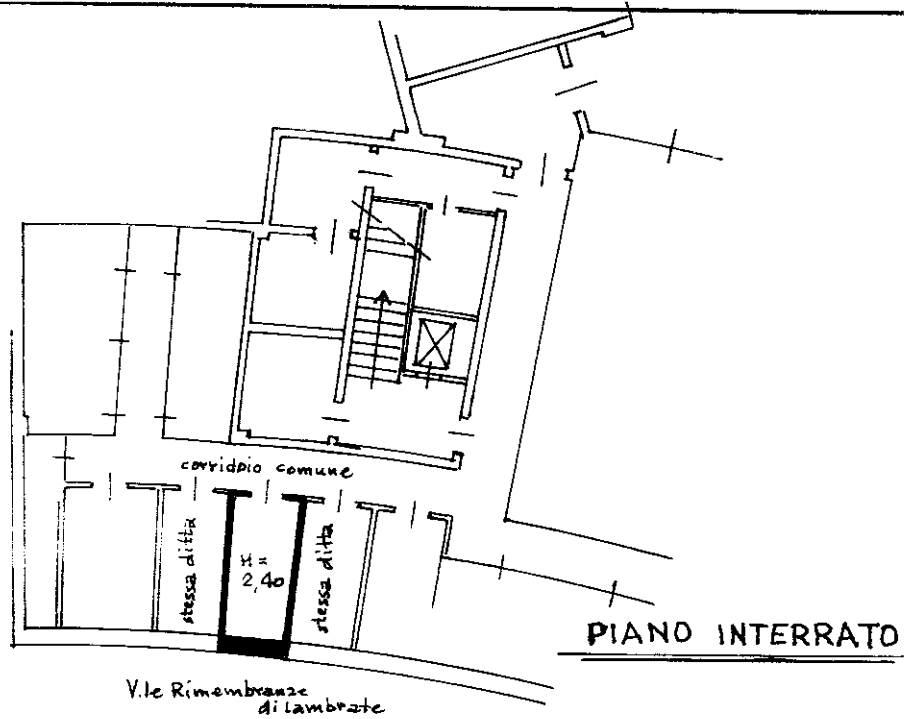 corridoio comune
stessa ditta
H =
2,40
stessa ditta
PIANO INTERRATO
V.le Rimembranze
di lambrate